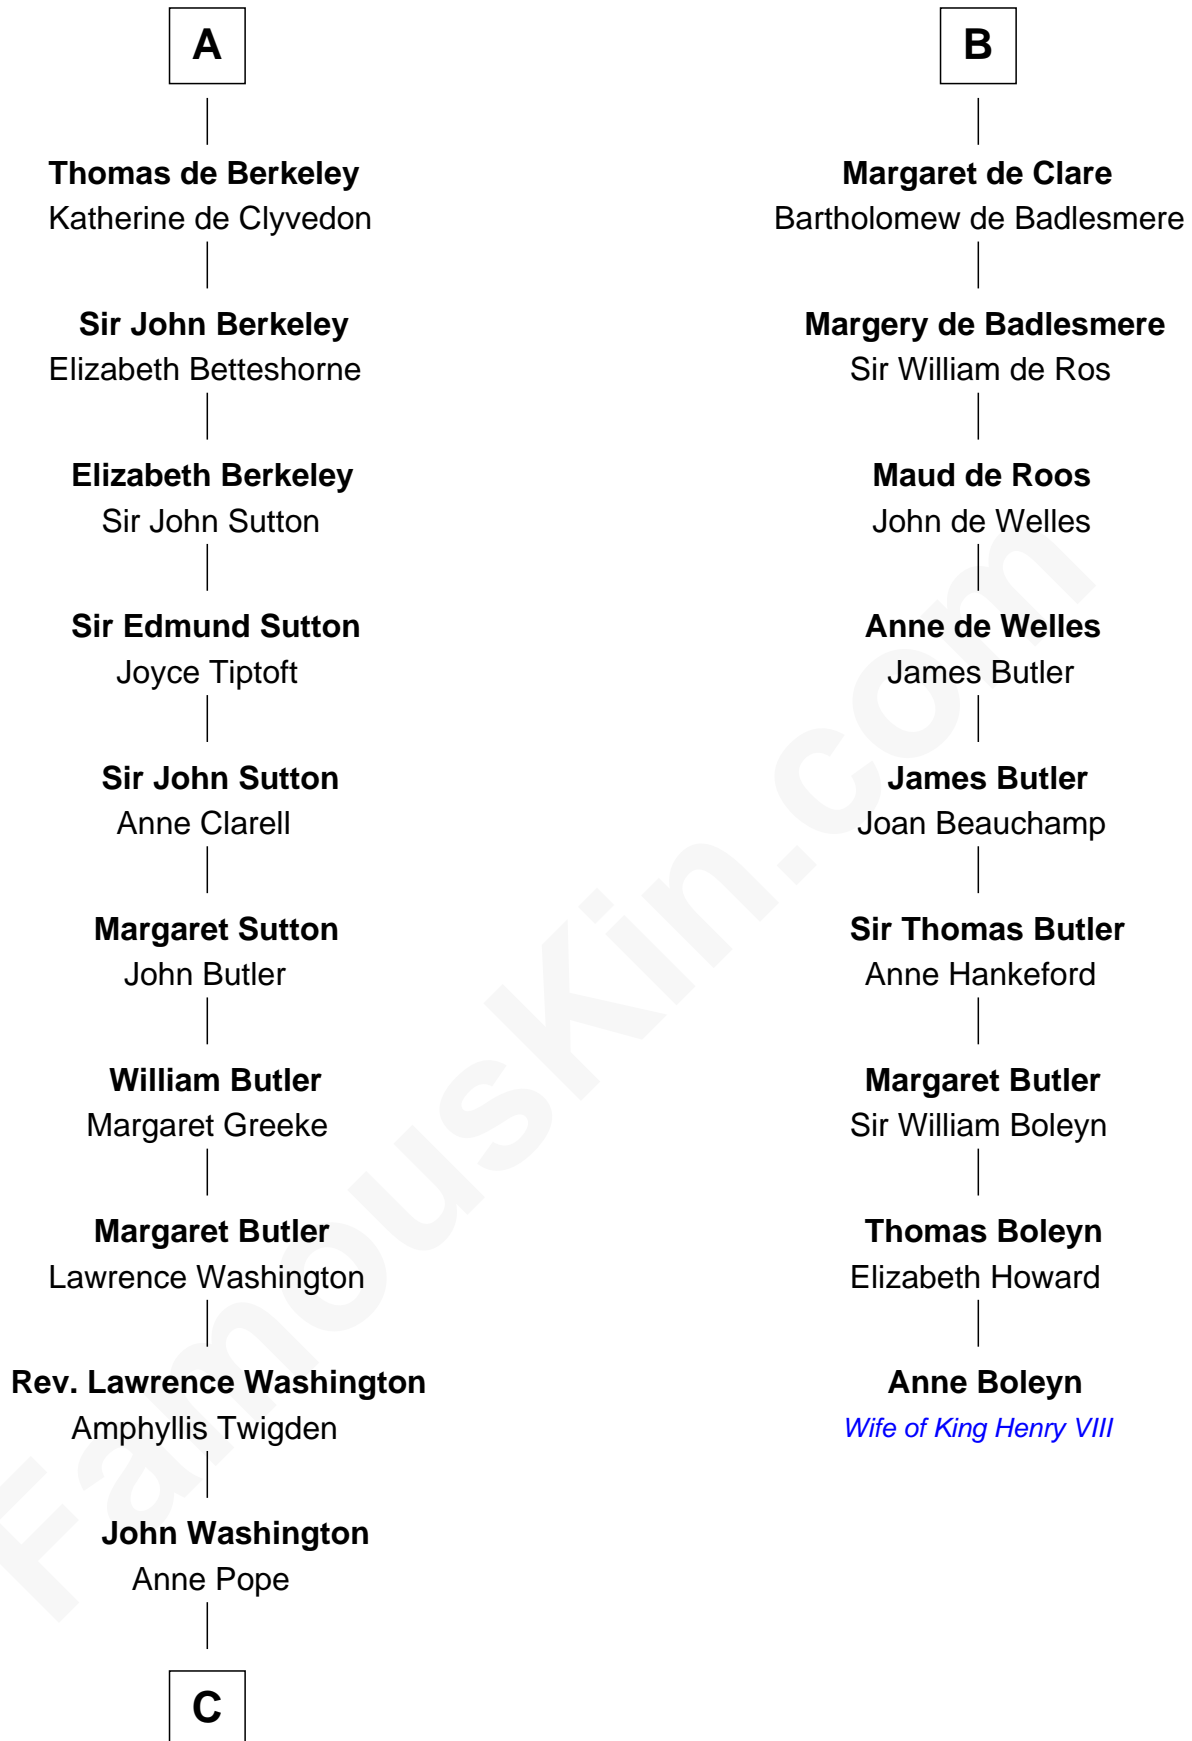 A
Thomas de Berkeley
Katherine de Clyvedon
Sir John Berkeley
Elizabeth Betteshorne
Elizabeth Berkeley
Sir John Sutton
Sir Edmund Sutton
Joyce Tiptoft
Sir John Sutton
Anne Clarell
Margaret Sutton
John Butler
William Butler
Margaret Greeke
Margaret Butler
Lawrence Washington
Rev. Lawrence Washington
Amphyllis Twigden
John Washington
Anne Pope
C
B
Margaret de Clare
Bartholomew de Badlesmere
Margery de Badlesmere
Sir William de Ros
Maud de Roos
John de Welles
Anne de Welles
James Butler
James Butler
Joan Beauchamp
Sir Thomas Butler
Anne Hankeford
Margaret Butler
Sir William Boleyn
Thomas Boleyn
Elizabeth Howard
Anne Boleyn
Wife of King Henry VIII
FamousKin.com